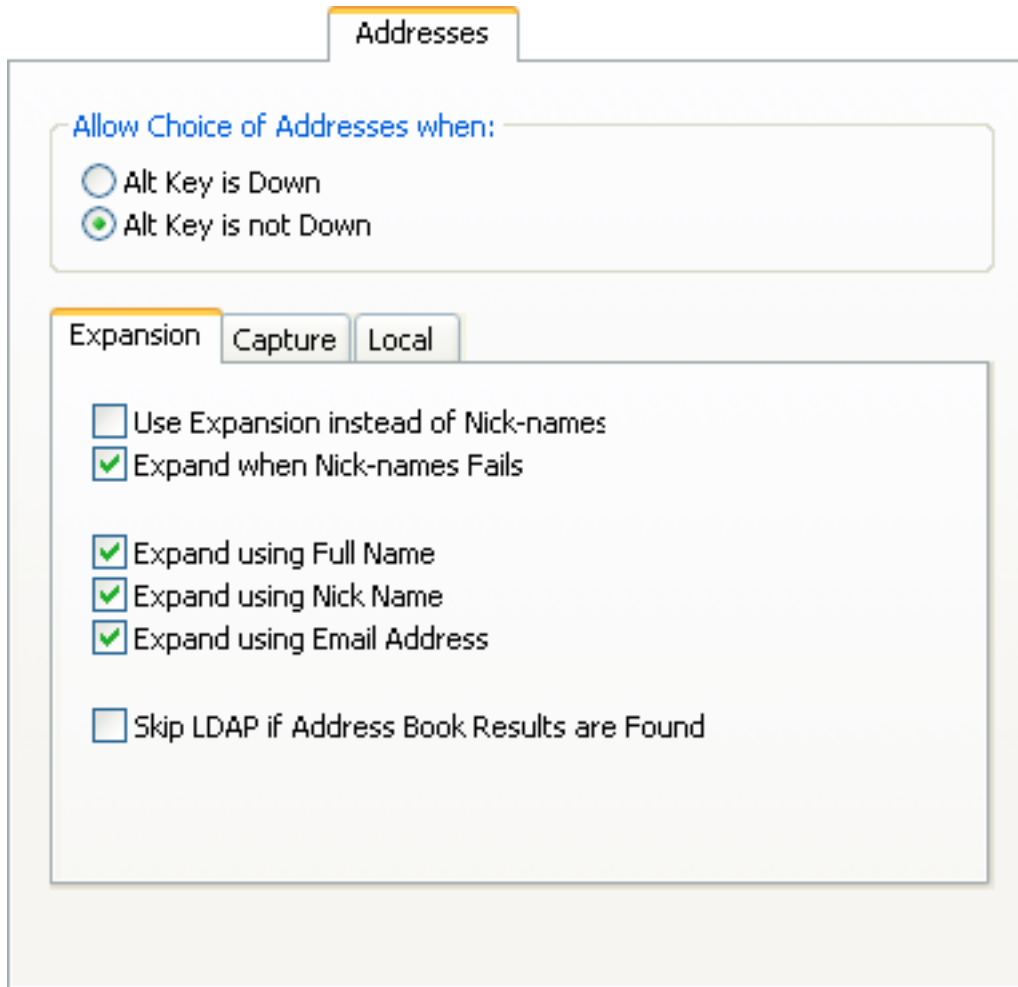 Addresses
Allow Choice of Addresses when:
Alt Key is Down
Alt Key is not Down
Expansion Capture Local
Use Expansion instead of Nick-names
Expand when Nick-names Fails
Expand using Full Name
Expand using Nick Name
Expand using Email Address
Skip LDAP if Address Book Results are Found